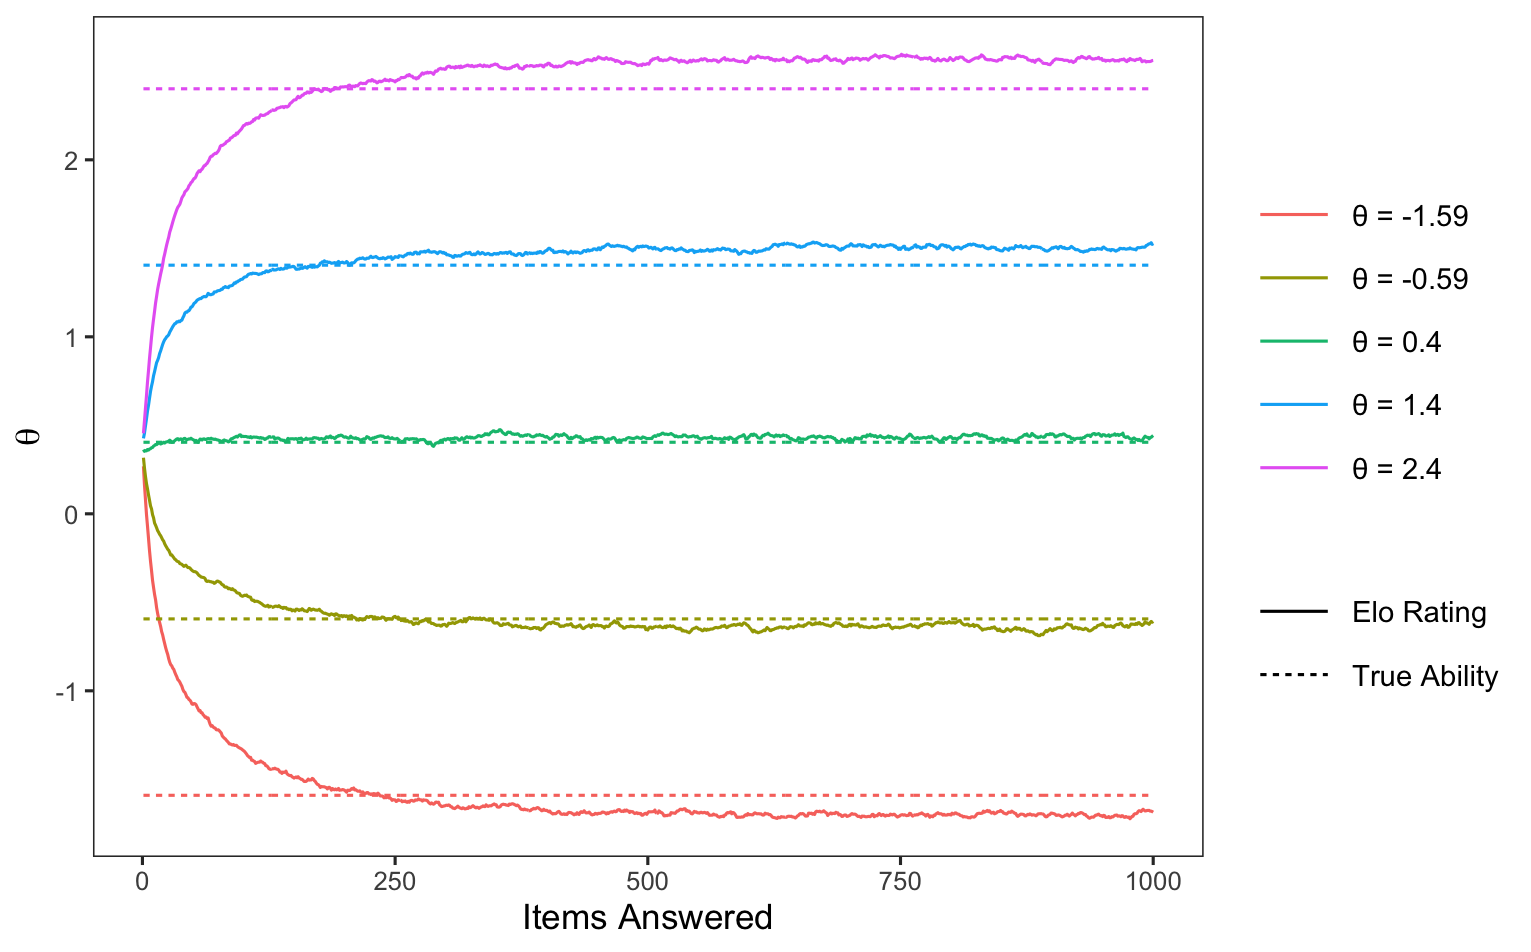 2
1
0
-1
θ
0
250
500
750
1000
Items Answered
θ = -1.59
θ = -0.59
θ = 0.4
θ = 1.4
θ = 2.4
Elo Rating
True Ability